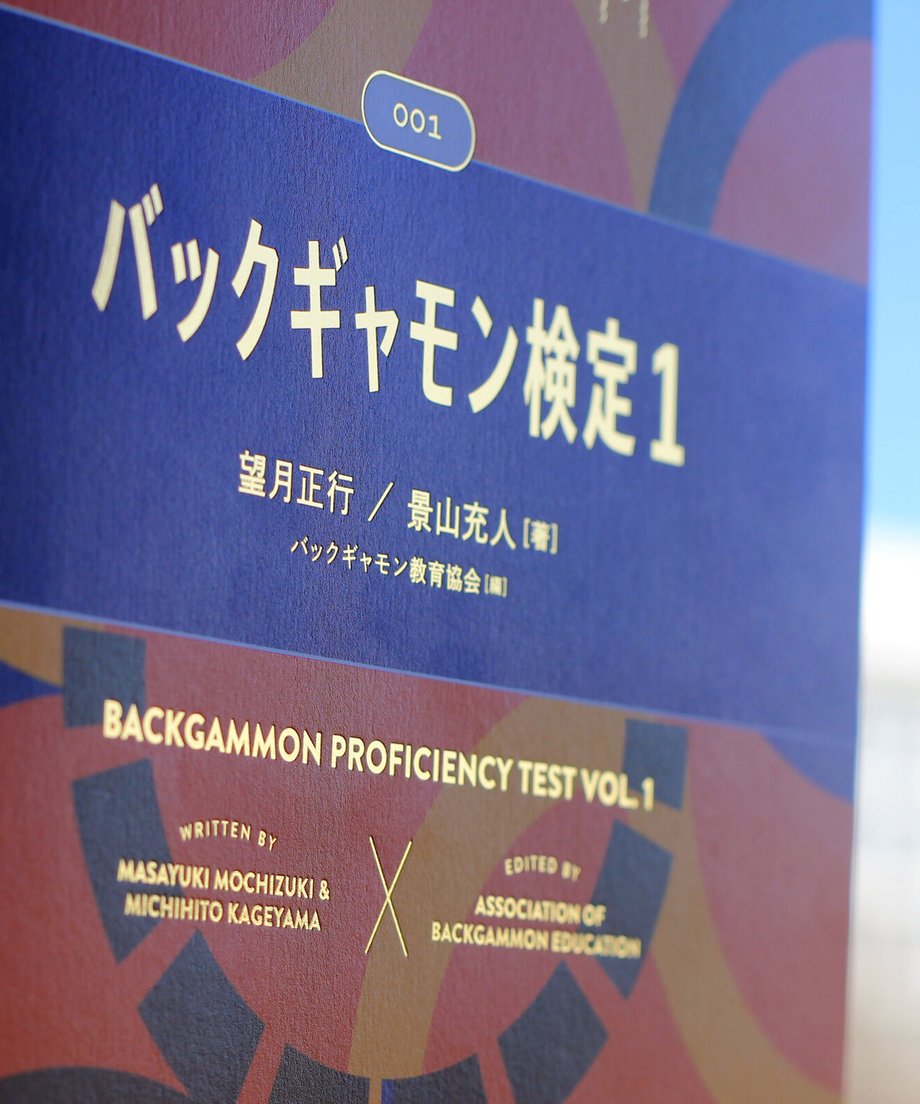 001
バックギャモン検定1
望月正行 / 景山充人[著]
バックギャモン教育協会[編]
BACKGAMMON PROFICIENCY TEST VOL.1
WRITTEN BY
MASAYUKI MOCHIZUKI &
MICHIHITO KAGEYAMA
EDITED BY
ASSOCIATION OF
BACKGAMMON EDUCATION